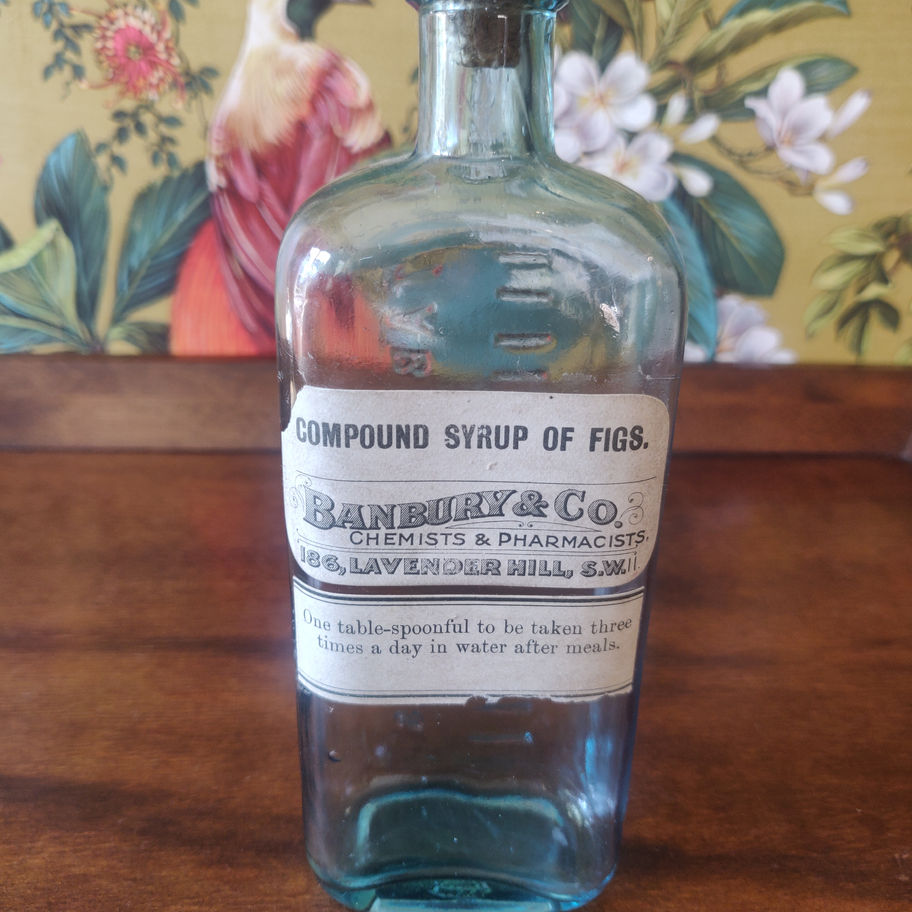 COMPOUND SYRUP OF FIGS.
BANBURY & CO.
CHEMISTS & PHARMACISTS,
186, LAVENDER HILL, S.W.11.
One table-spoonful to be taken three
times a day in water after meals.